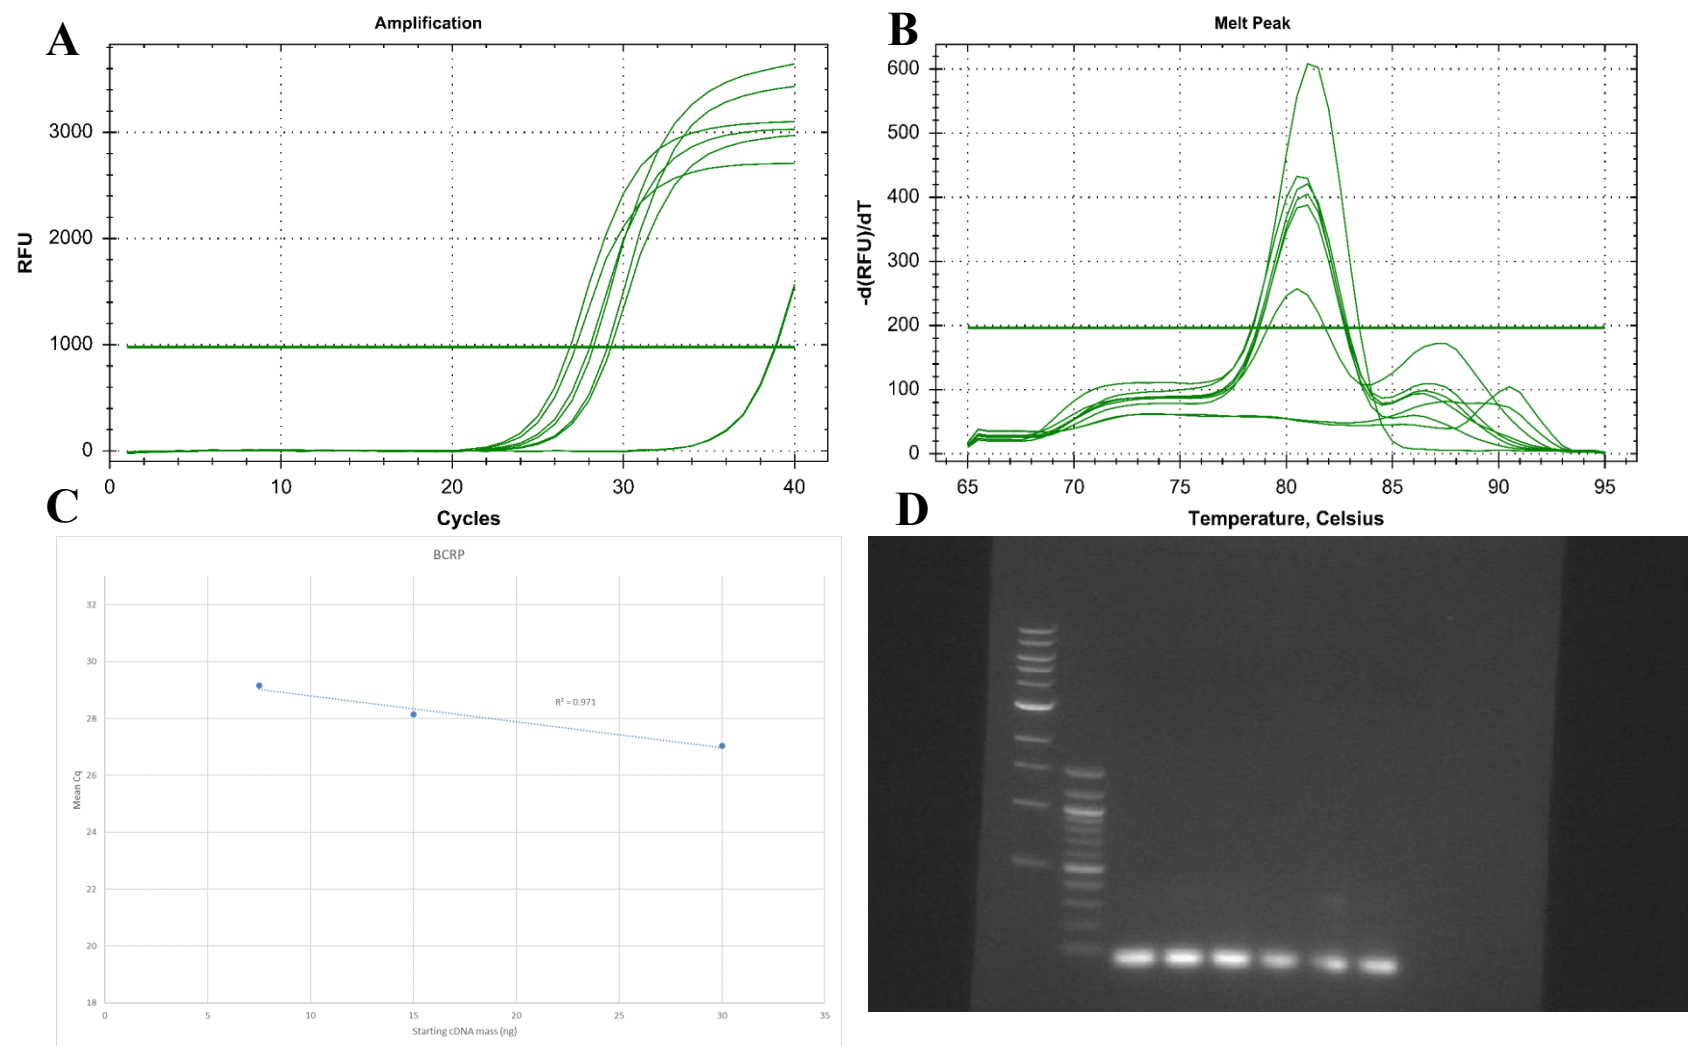 A
Amplification
RFU
3000
2000
1000
0
0
10
20
30
40
Cycles
B
Melt Peak
-d(RFU)/dT
600
500
400
300
200
100
0
65
70
75
80
85
90
95
Temperature, Celsius
C
BCRP
Mean Cq
32
30
28
26
24
22
20
18
R² = 0.971
0
5
10
15
20
25
30
35
Starting cDNA mass (ng)
D